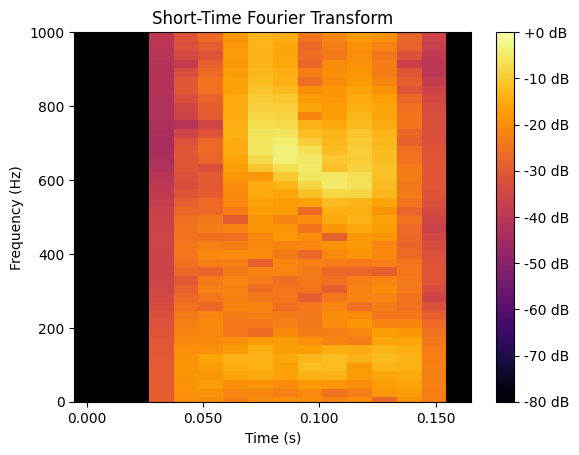 Short-Time Fourier Transform
1000
800
600
400
200
0
Frequency (Hz)
0.000
0.050
0.100
0.150
Time (s)
+0 dB
-10 dB
-20 dB
-30 dB
-40 dB
-50 dB
-60 dB
-70 dB
-80 dB